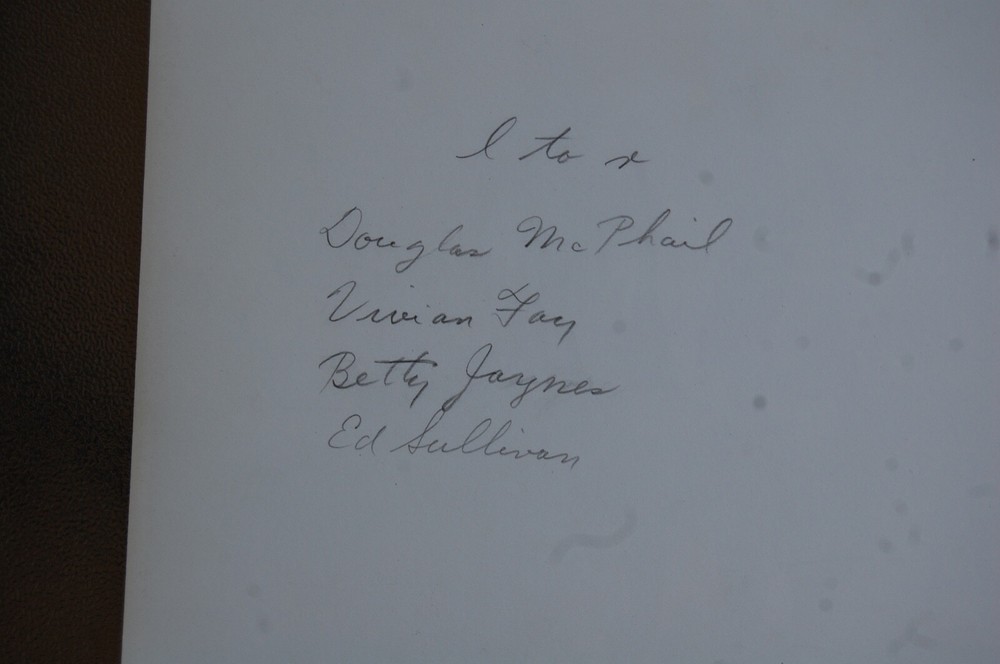 l to r
Douglas McPhail
Vivian Fay
Betty Jaynes
Ed Sullivan